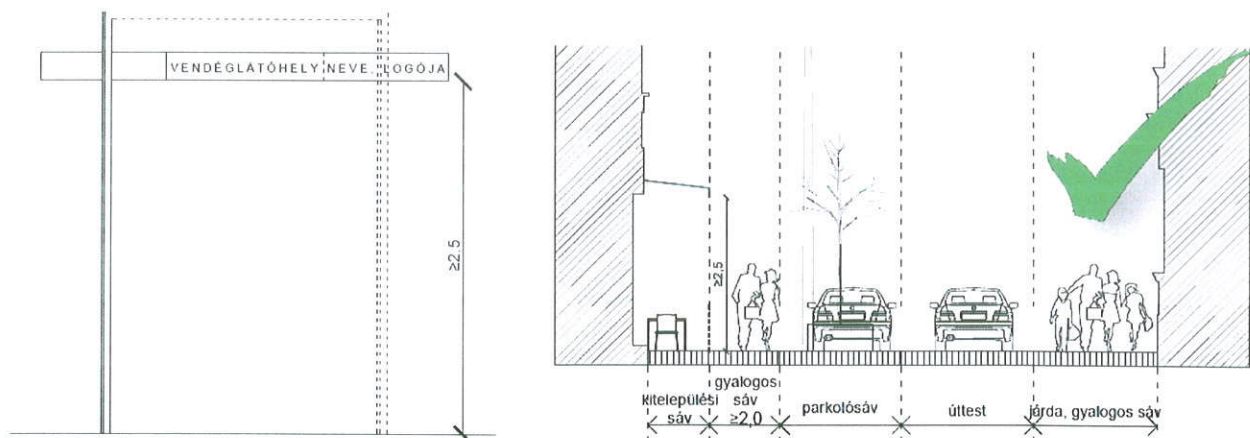 VENDÉGLÁTÓHELY NEVE. LOGÓJA
≥2.5
≥2,5
kitelepülési
sáv
gyalogos
sáv
≥2,0
parkolósáv
úttest
járda, gyalogos sáv